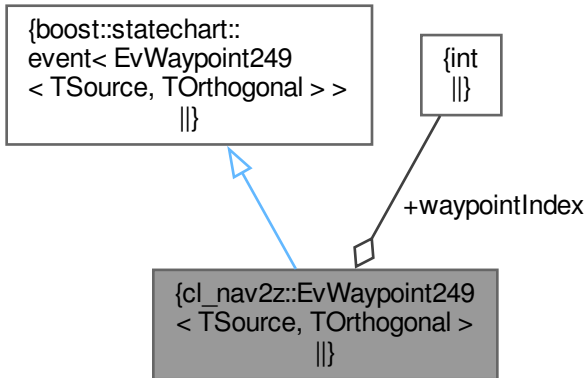 {boost::statechart::
event< EvWaypoint249
< TSource, TOrthogonal > >
||}
{int
||}
+waypointIndex
{cl_nav2z::EvWaypoint249
< TSource, TOrthogonal >
||}